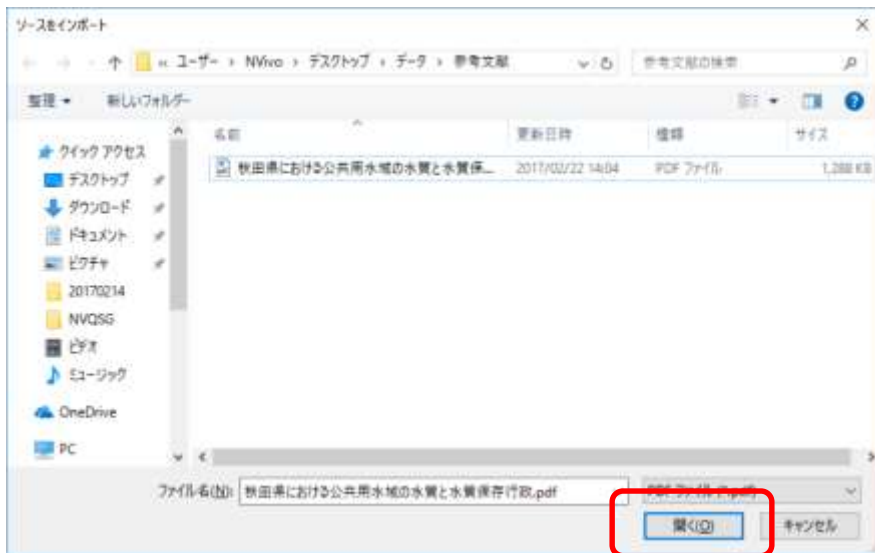 ソースをインポート
« ユーザー › NVivo › デスクトップ › データ › 参考文献
参考文献の検索
整理
新しいフォルダー
名前
更新日時
種類
サイズ
秋田県における公共用水域の水質と水質保...
2017/02/22 14:04
PDF ファイル
1,288 KB
クイック アクセス
デスクトップ
ダウンロード
ドキュメント
ピクチャ
20170214
NVQSG
ビデオ
ミュージック
OneDrive
PC
ファイル名(N):
秋田県における公共用水域の水質と水質保存行政.pdf
PDF ファイル (*.pdf)
開く(O)
キャンセル